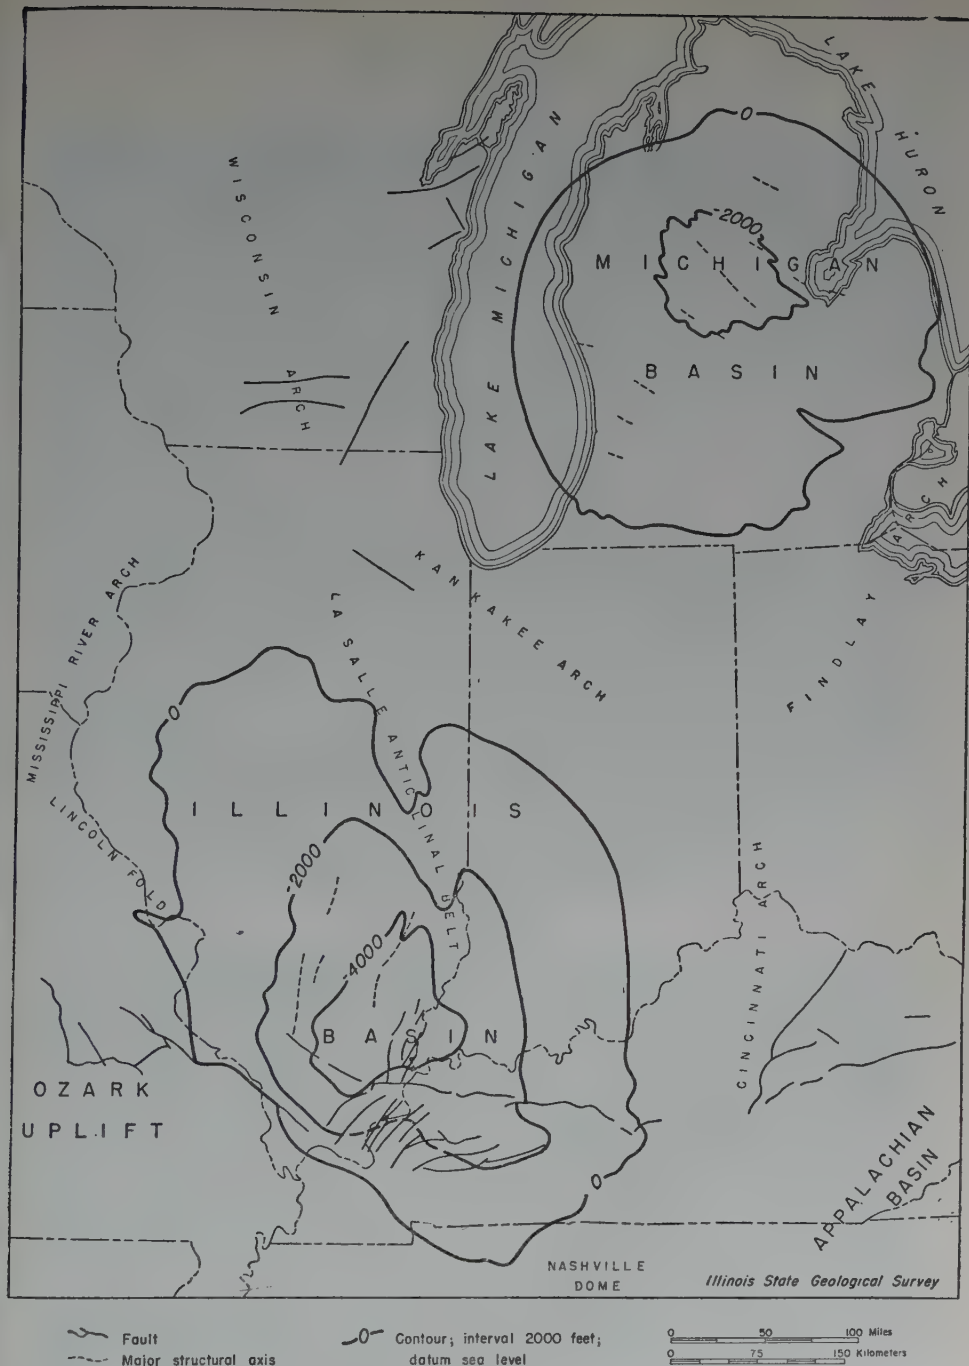 LAKE HURON
LAKE MICHIGAN
WISCONSIN ARCH
0
-2000
MICHIGAN
BASIN
FINDLAY ARCH
KANKAKEE ARCH
MISSISSIPPI RIVER ARCH
LA SALLE ANTICLINAL BELT
0
LINCOLN FOLD
ILLINOIS
-2000
-4000
BASIN
CINCINNATI ARCH
OZARK
UPLIFT
APPALACHIAN
BASIN
0
NASHVILLE
DOME
Illinois State Geological Survey
Fault
Major structural axis
0 Contour; interval 2000 feet;
datum sea level
0 50 100 Miles
0 75 150 Kilometers